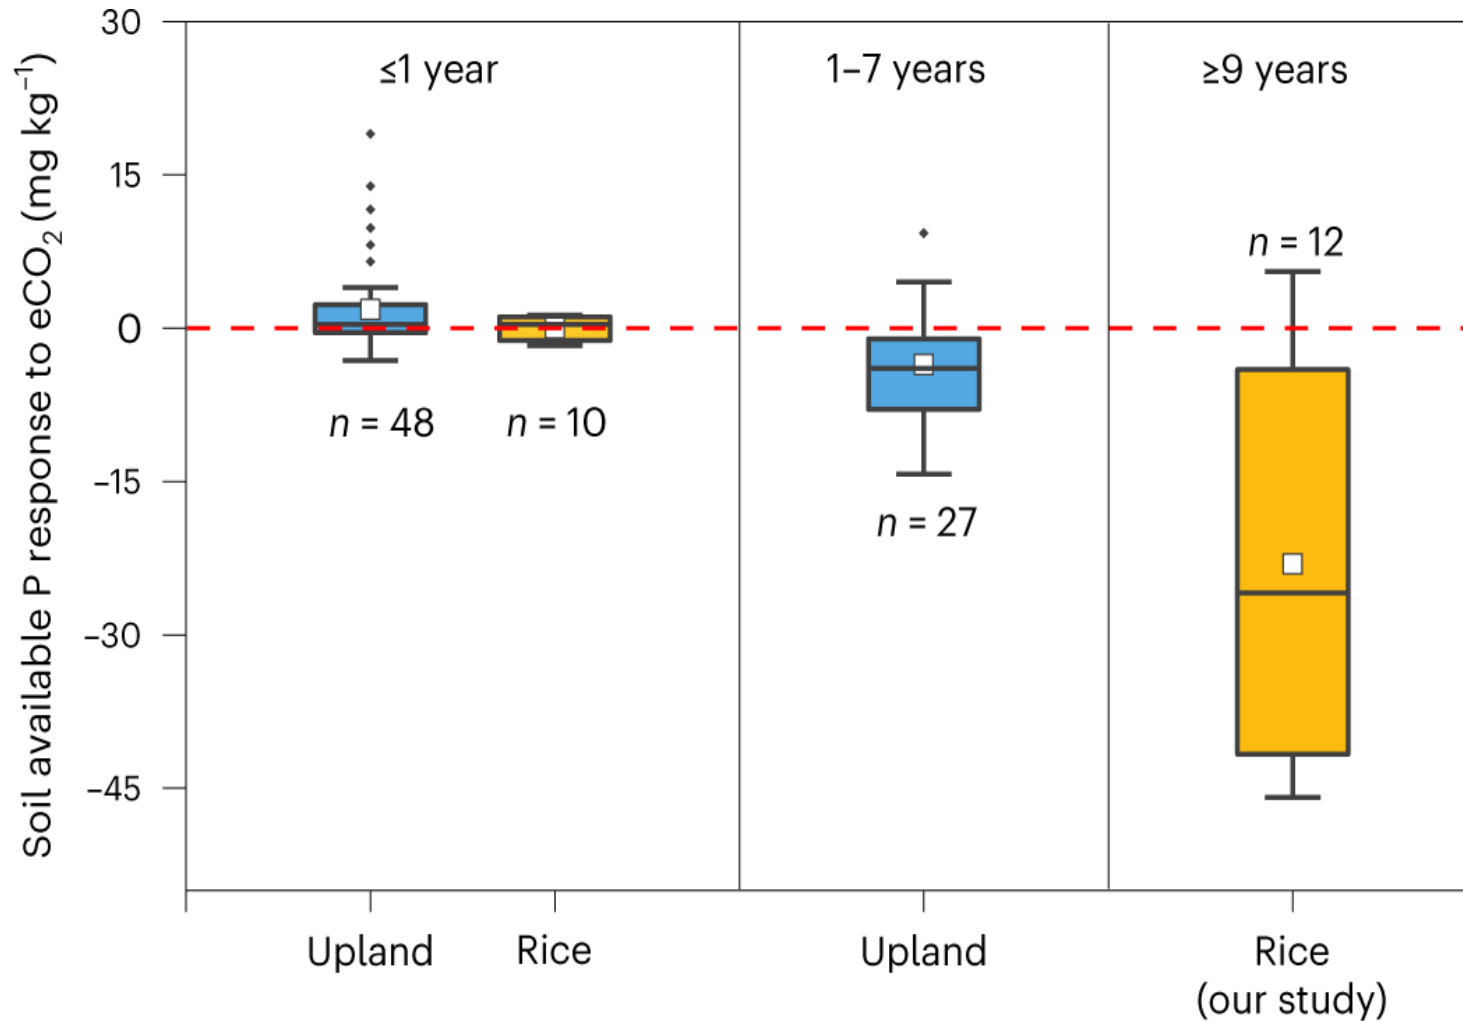 Soil available P response to eCO₂ (mg kg⁻¹)
30
15
0
–15
–30
–45
≤1 year
1–7 years
≥9 years
n = 48
n = 10
n = 27
n = 12
Upland
Rice
Upland
Rice
(our study)